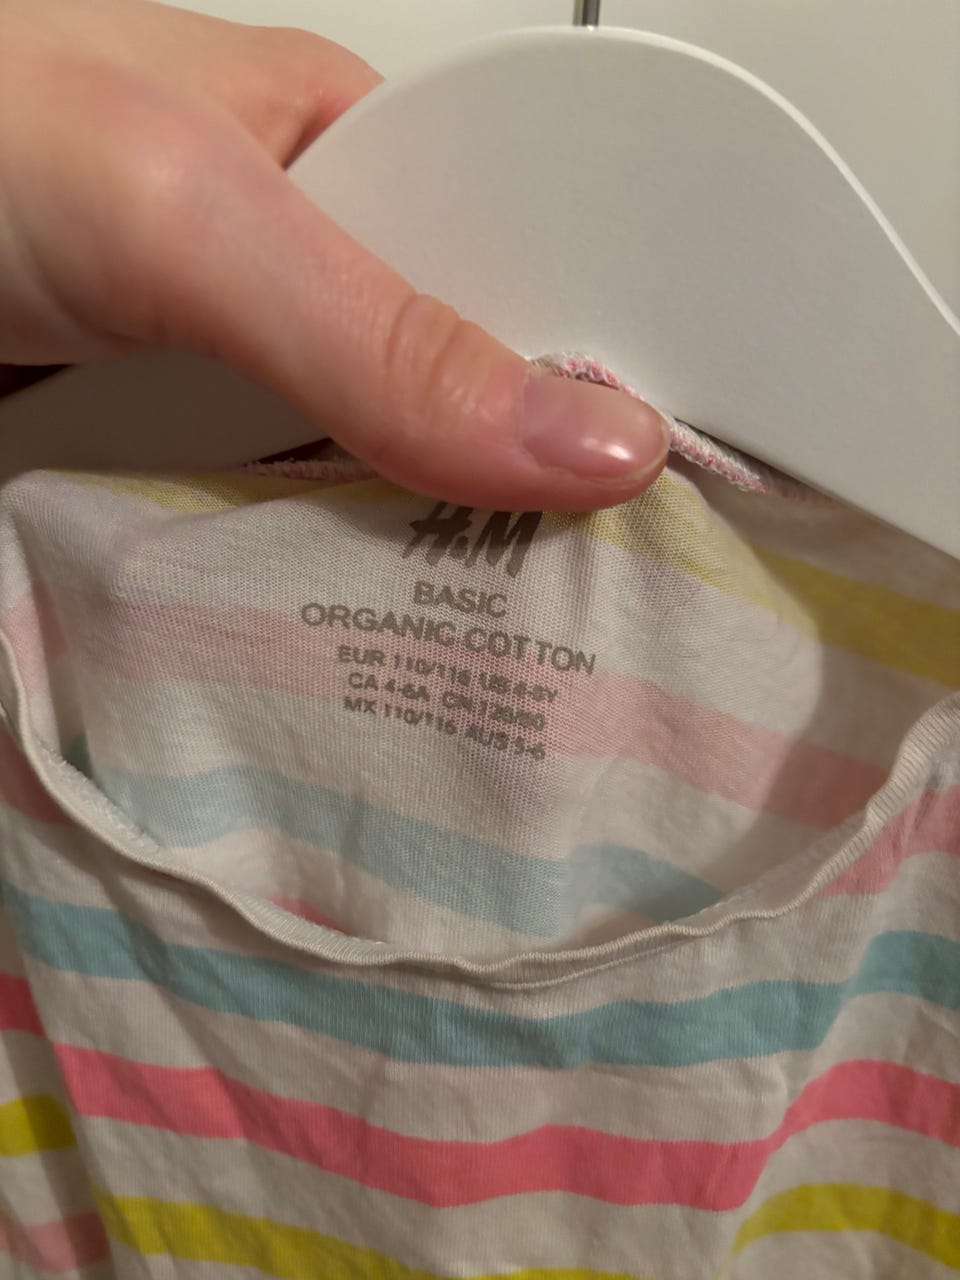 H&M
BASIC
ORGANIC COTTON
EUR 110/116 US 4-6Y
CA 4-6A CN 120/60
MX 110/116 AUS 5-6